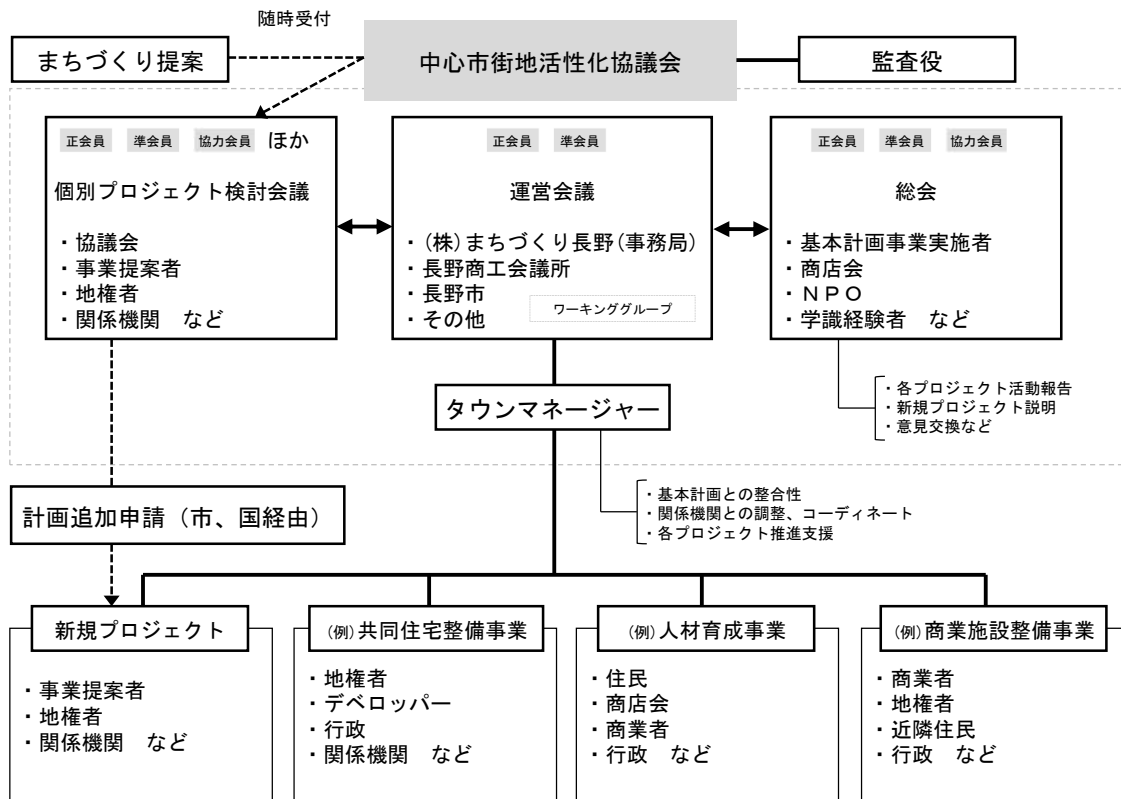 随時受付
まちづくり提案
中心市街地活性化協議会
監査役
正会員 準会員 協力会員 ほか
個別プロジェクト検討会議
・協議会
・事業提案者
・地権者
・関係機関　など
正会員 準会員
運営会議
・(株)まちづくり長野(事務局)
・長野商工会議所
・長野市
・その他
ワーキンググループ
正会員 準会員 協力会員
総会
・基本計画事業実施者
・商店会
・ＮＰＯ
・学識経験者　など
タウンマネージャー
・各プロジェクト活動報告
・新規プロジェクト説明
・意見交換など
・基本計画との整合性
・関係機関との調整、コーディネート
・各プロジェクト推進支援
計画追加申請（市、国経由）
新規プロジェクト
・事業提案者
・地権者
・関係機関　など
(例)共同住宅整備事業
・地権者
・デベロッパー
・行政
・関係機関　など
(例)人材育成事業
・住民
・商店会
・商業者
・行政　など
(例)商業施設整備事業
・商業者
・地権者
・近隣住民
・行政　など